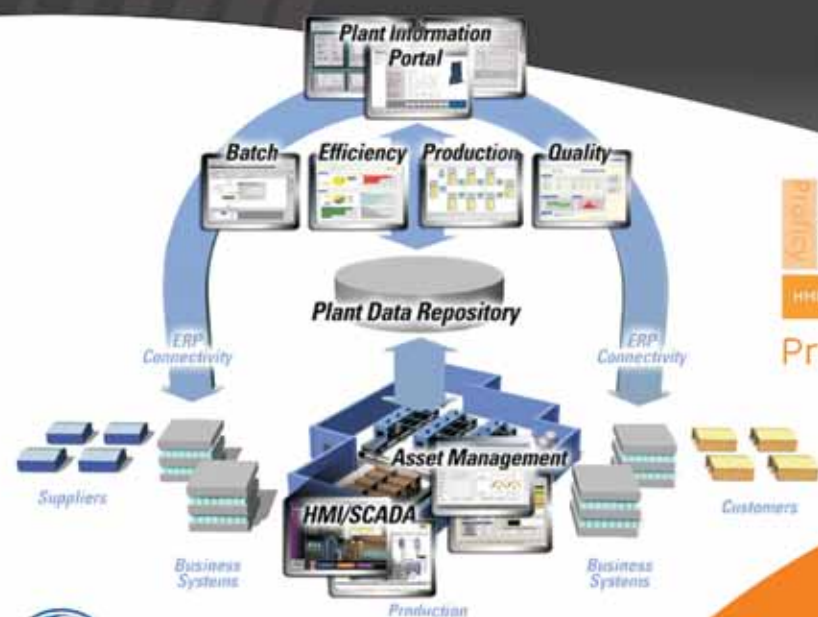 Plant Information
Portal
Batch
Efficiency
Production
Quality
Plant Data Repository
ERP
Connectivity
ERP
Connectivity
Proficy
Asset Management
HMI/SCADA
Suppliers
Customers
Business
Systems
Business
Systems
Production